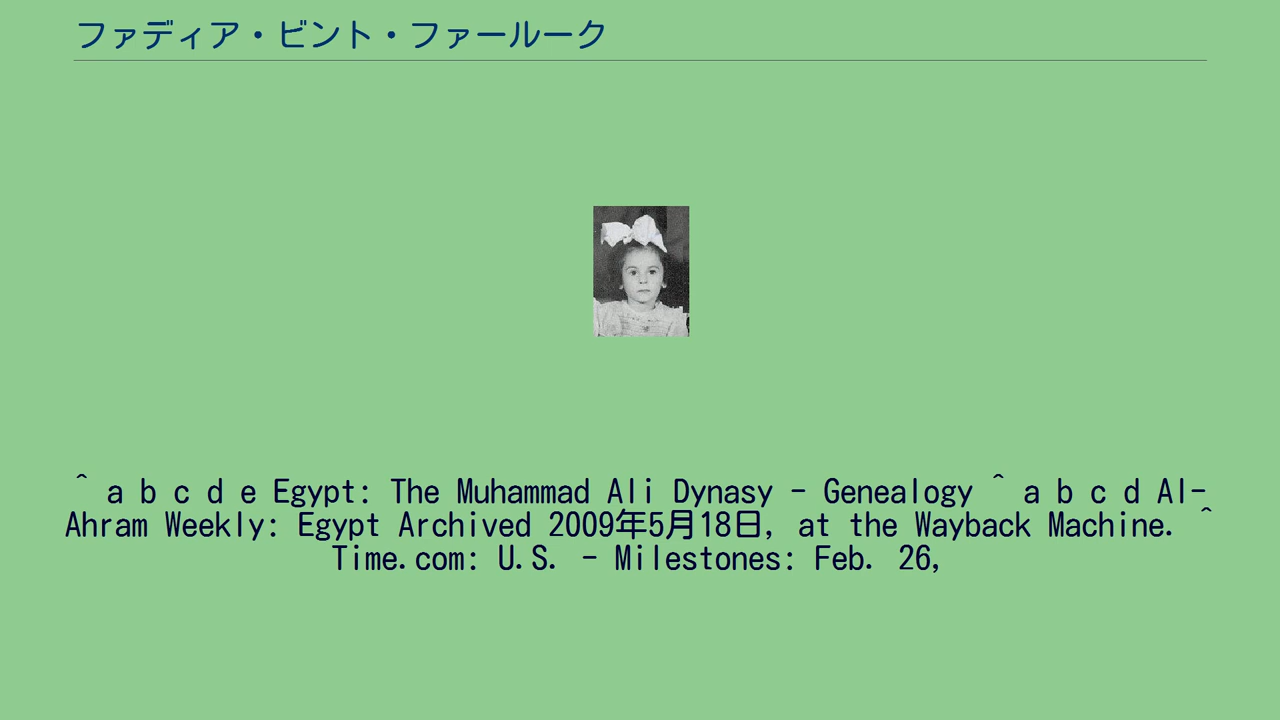 ファディア・ビント・ファールーク
^ a b c d e Egypt: The Muhammad Ali Dynasy - Genealogy ^ a b c d Al-
Ahram Weekly: Egypt Archived 2009年5月18日, at the Wayback Machine. ^
Time.com: U.S. - Milestones: Feb. 26,